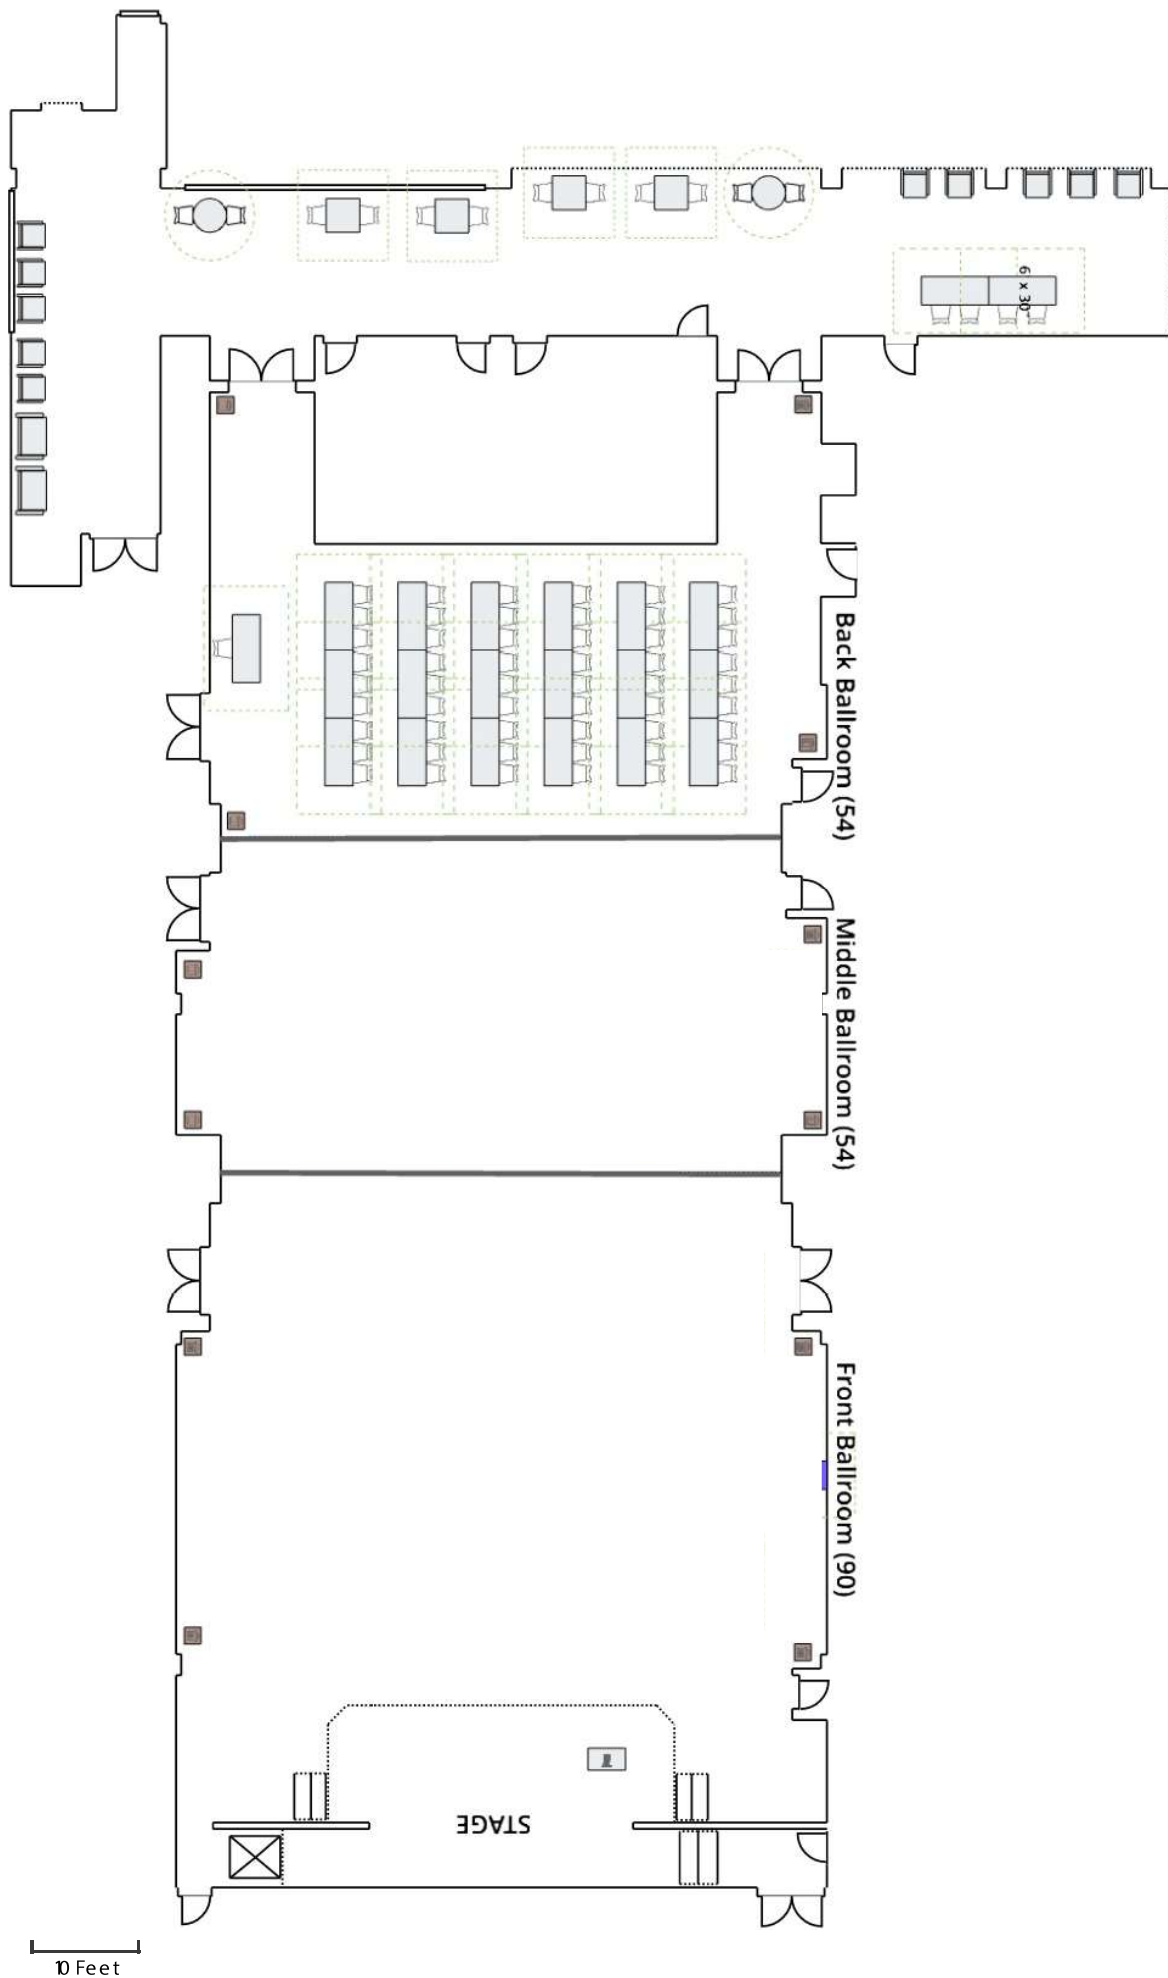 6 x 30"
Back Ballroom (54)
Middle Ballroom (54)
Front Ballroom (90)
STAGE
10 Feet